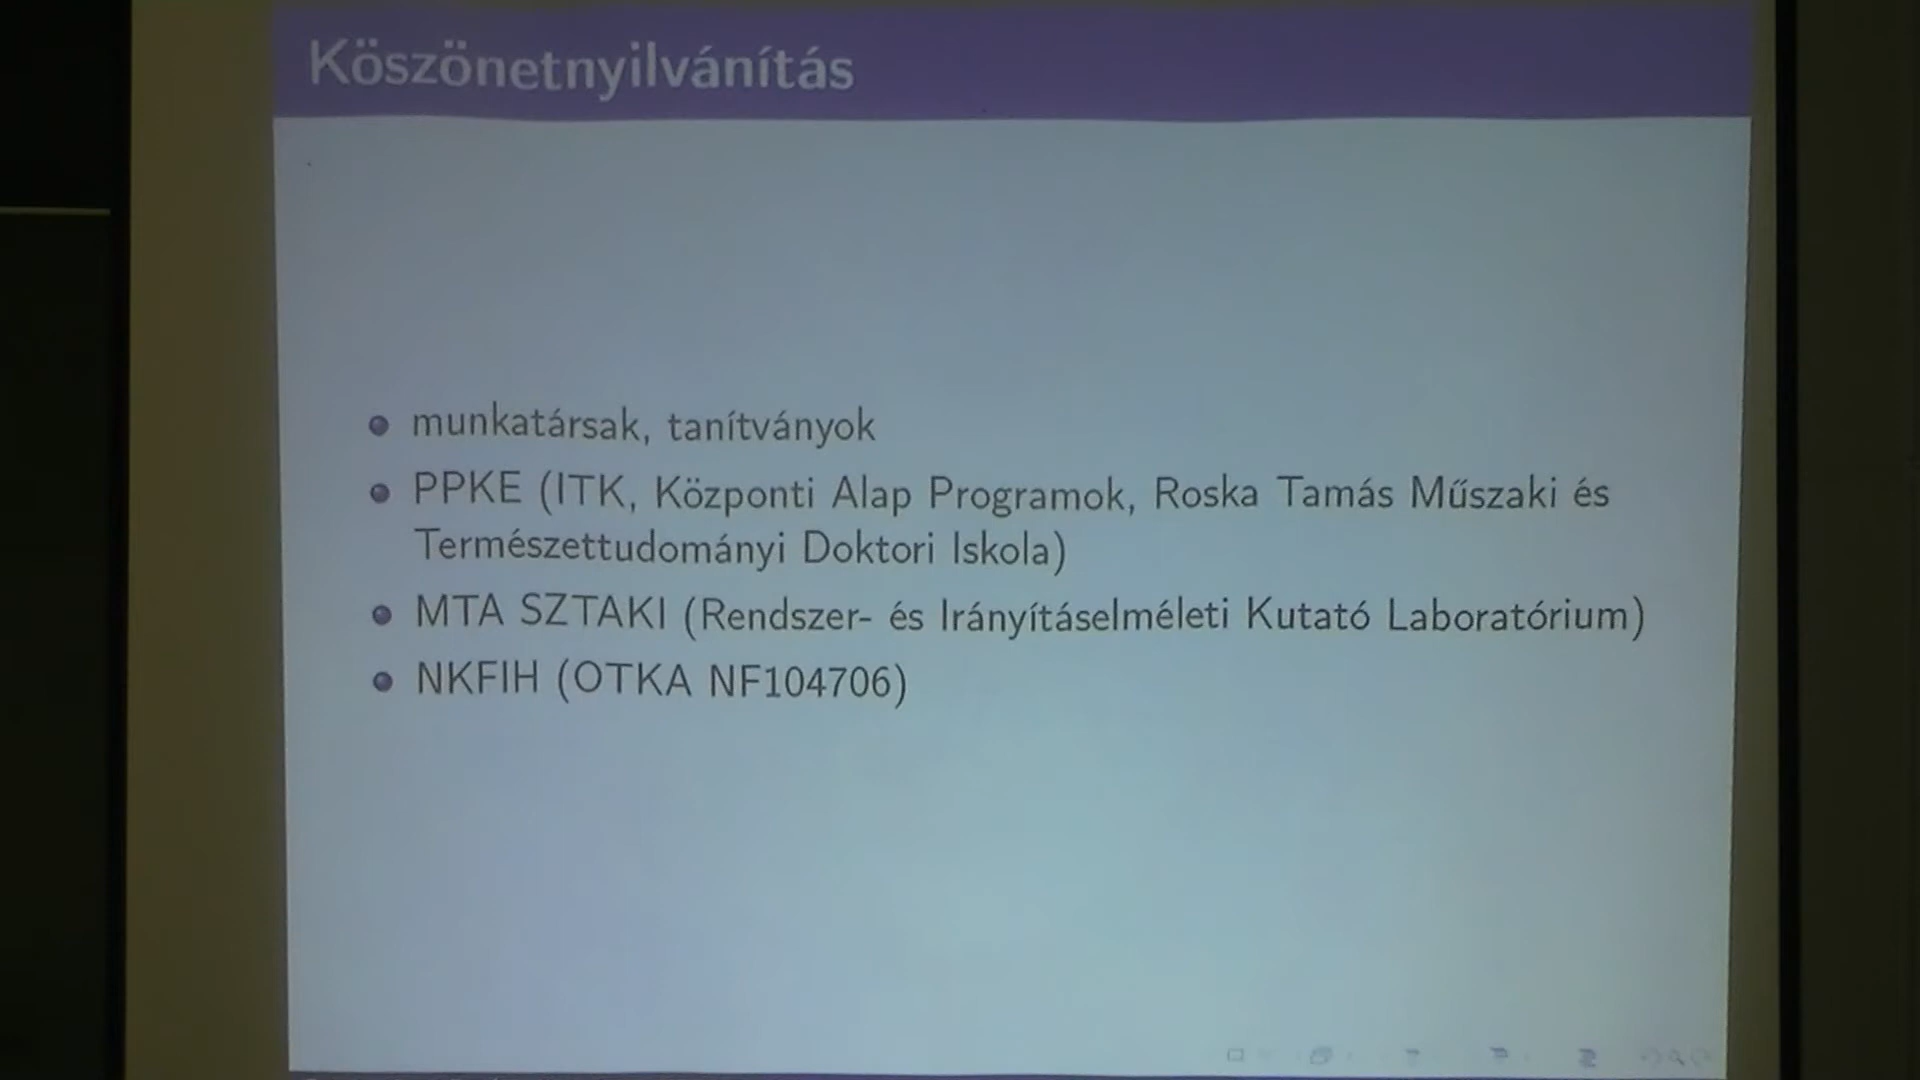 Köszönetnyilvánítás
munkatársak, tanítványok
PPKE (ITK, Központi Alap Programok, Roska Tamás Műszaki és
Természettudományi Doktori Iskola)
MTA SZTAKI (Rendszer- és Irányításelméleti Kutató Laboratórium)
NKFIH (OTKA NF104706)